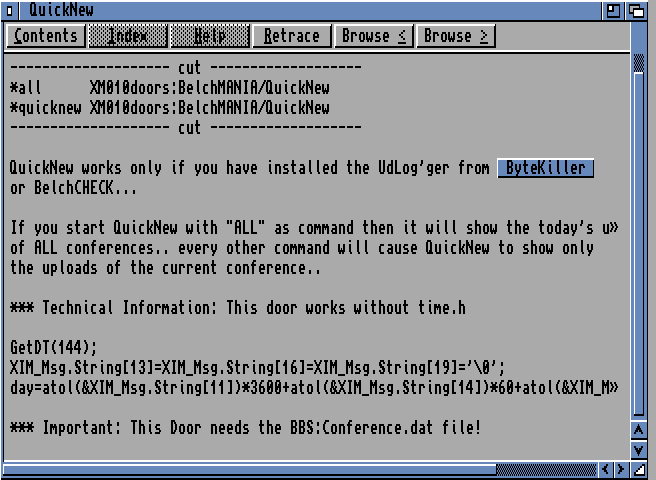 QuickNew
Contents Index Help Retrace Browse < Browse >
-------------------- cut -------------------
*all      XM010doors:BelchMANIA/QuickNew
*quicknew XM010doors:BelchMANIA/QuickNew
-------------------- cut -------------------
QuickNew works only if you have installed the UdLog'ger from ByteKiller
or BelchCHECK...
If you start QuickNew with "ALL" as command then it will show the today's u»
of ALL conferences.. every other command will cause QuickNew to show only
the uploads of the current conference..
*** Technical Information: This door works without time.h
GetDT(144);
XIM_Msg.String[13]=XIM_Msg.String[16]=XIM_Msg.String[19]='\0';
day=atol(&XIM_Msg.String[11])*3600+atol(&XIM_Msg.String[14])*60+atol(&XIM_M»
*** Important: This Door needs the BBS:Conference.dat file!